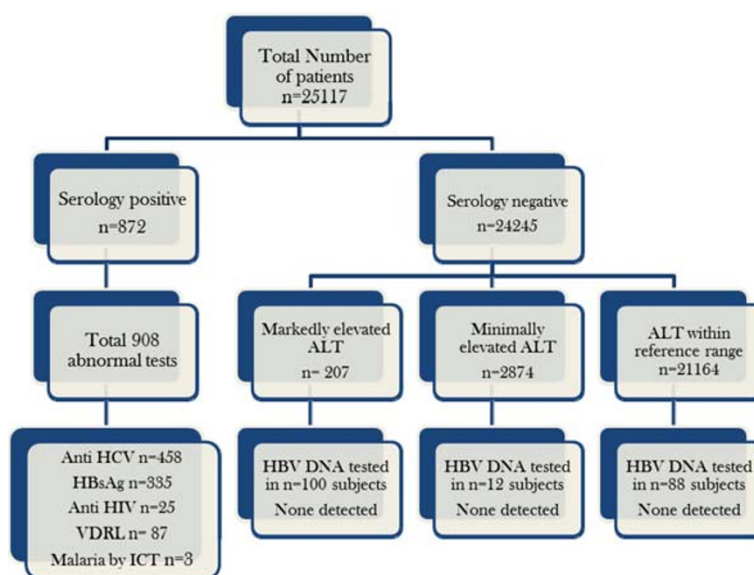 Total Number
of patients
n=25117
Serology positive
n=872
Serology negative
n=24245
Total 908
abnormal tests
Markedly elevated
ALT
n= 207
Minimally
elevated ALT
n=2874
ALT within
reference range
n=21164
Anti HCV n=458
HBsAg n=335
Anti HIV n=25
VDRL n= 87
Malaria by ICT n=3
HBV DNA tested
in n=100 subjects
None detected
HBV DNA tested
in n=12 subjects
None detected
HBV DNA tested
in n=88 subjects
None detected